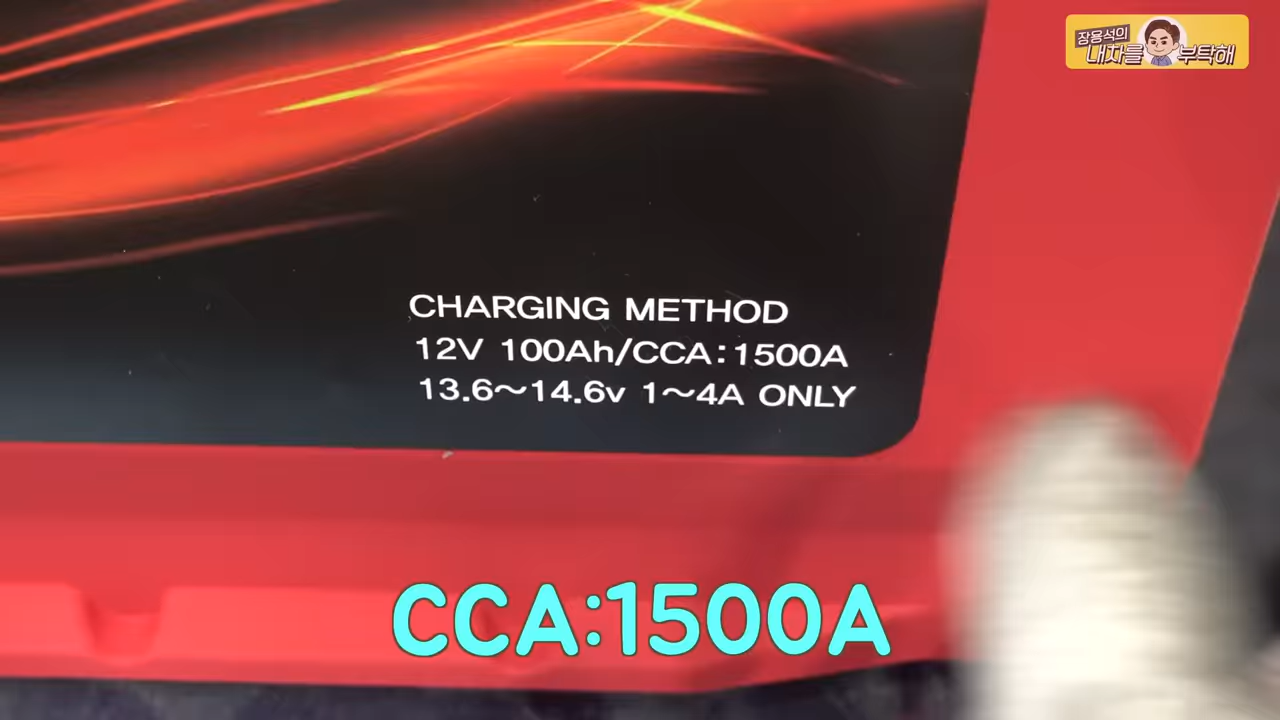 장용석의
내차를 부탁해
CHARGING METHOD
12V 100Ah/CCA:1500A
13.6~14.6v 1~4A ONLY
CCA:1500A